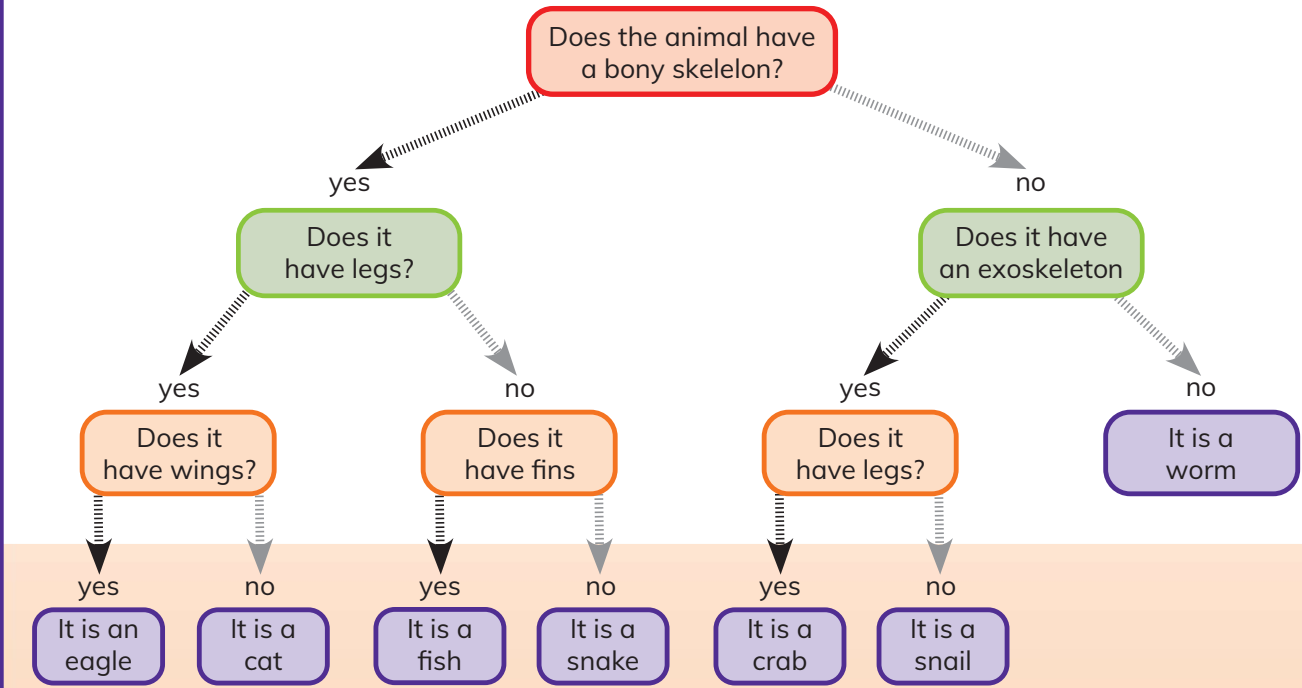 Does the animal have
a bony skelelon?
yes
no
Does it
have legs?
Does it have
an exoskeleton
yes
no
yes
no
Does it
have wings?
Does it
have fins
Does it
have legs?
It is a
worm
yes
no
yes
no
yes
no
It is an
eagle
It is a
cat
It is a
fish
It is a
snake
It is a
crab
It is a
snail